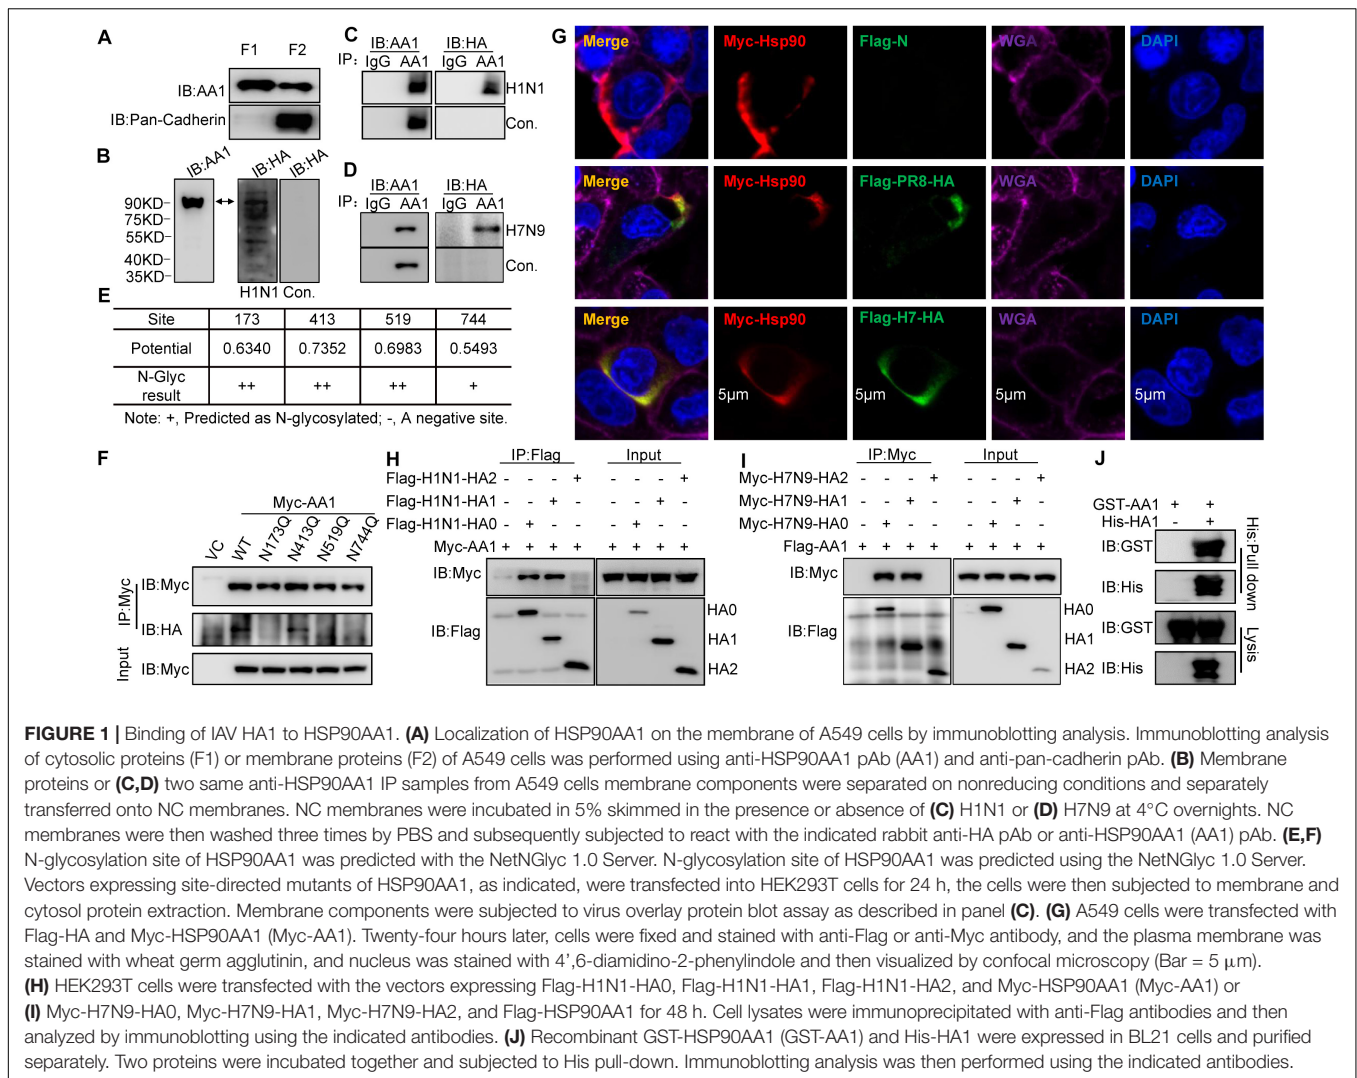 A
F1 F2
IB:AA1
IB:Pan-Cadherin
B
IB:AA1 IB:HA IB:HA
90KD-
75KD-
55KD-
40KD-
35KD-
H1N1 Con.
C
IB:AA1 IB:HA
IP: IgG AA1 IgG AA1
H1N1
Con.
D
IB:AA1 IB:HA
IP: IgG AA1 IgG AA1
H7N9
Con.
E
Site 173 413 519 744
Potential 0.6340 0.7352 0.6983 0.5493
N-Glyc result ++ ++ ++ +
Note: +, Predicted as N-glycosylated; -, A negative site.
G
Merge Myc-Hsp90 Flag-N WGA DAPI
Merge Myc-Hsp90 Flag-PR8-HA WGA DAPI
Merge Myc-Hsp90 Flag-H7-HA WGA DAPI
5μm 5μm 5μm 5μm
F
Myc-AA1
VC WT N173Q N413Q N519Q N744Q
IP:Myc
IB:Myc
IB:HA
Input
IB:Myc
H
IP:Flag Input
Flag-H1N1-HA2 - - - + - - - +
Flag-H1N1-HA1 - - + - - - + -
Flag-H1N1-HA0 - + - - - + - -
Myc-AA1 + + + + + + + +
IB:Myc
IB:Flag
HA0
HA1
HA2
I
IP:Myc Input
Myc-H7N9-HA2 - - - + - - - +
Myc-H7N9-HA1 - - + - - - + -
Myc-H7N9-HA0 - + - - - + - -
Flag-AA1 + + + + + + + +
IB:Myc
IB:Flag
HA0
HA1
HA2
J
GST-AA1 + +
His-HA1 - +
IB:GST
IB:His
IB:GST
IB:His
His:Pull down
Lysis
FIGURE 1 | Binding of IAV HA1 to HSP90AA1. (A) Localization of HSP90AA1 on the membrane of A549 cells by immunoblotting analysis. Immunoblotting analysis
of cytosolic proteins (F1) or membrane proteins (F2) of A549 cells was performed using anti-HSP90AA1 pAb (AA1) and anti-pan-cadherin pAb. (B) Membrane
proteins or (C,D) two same anti-HSP90AA1 IP samples from A549 cells membrane components were separated on nonreducing conditions and separately
transferred onto NC membranes. NC membranes were incubated in 5% skimmed in the presence or absence of (C) H1N1 or (D) H7N9 at 4°C overnights. NC
membranes were then washed three times by PBS and subsequently subjected to react with the indicated rabbit anti-HA pAb or anti-HSP90AA1 (AA1) pAb. (E,F)
N-glycosylation site of HSP90AA1 was predicted with the NetNGlyc 1.0 Server. N-glycosylation site of HSP90AA1 was predicted using the NetNGlyc 1.0 Server.
Vectors expressing site-directed mutants of HSP90AA1, as indicated, were transfected into HEK293T cells for 24 h, the cells were then subjected to membrane and
cytosol protein extraction. Membrane components were subjected to virus overlay protein blot assay as described in panel (C). (G) A549 cells were transfected with
Flag-HA and Myc-HSP90AA1 (Myc-AA1). Twenty-four hours later, cells were fixed and stained with anti-Flag or anti-Myc antibody, and the plasma membrane was
stained with wheat germ agglutinin, and nucleus was stained with 4',6-diamidino-2-phenylindole and then visualized by confocal microscopy (Bar = 5 μm).
(H) HEK293T cells were transfected with the vectors expressing Flag-H1N1-HA0, Flag-H1N1-HA1, Flag-H1N1-HA2, and Myc-HSP90AA1 (Myc-AA1) or
(I) Myc-H7N9-HA0, Myc-H7N9-HA1, Myc-H7N9-HA2, and Flag-HSP90AA1 for 48 h. Cell lysates were immunoprecipitated with anti-Flag antibodies and then
analyzed by immunoblotting using the indicated antibodies. (J) Recombinant GST-HSP90AA1 (GST-AA1) and His-HA1 were expressed in BL21 cells and purified
separately. Two proteins were incubated together and subjected to His pull-down. Immunoblotting analysis was then performed using the indicated antibodies.